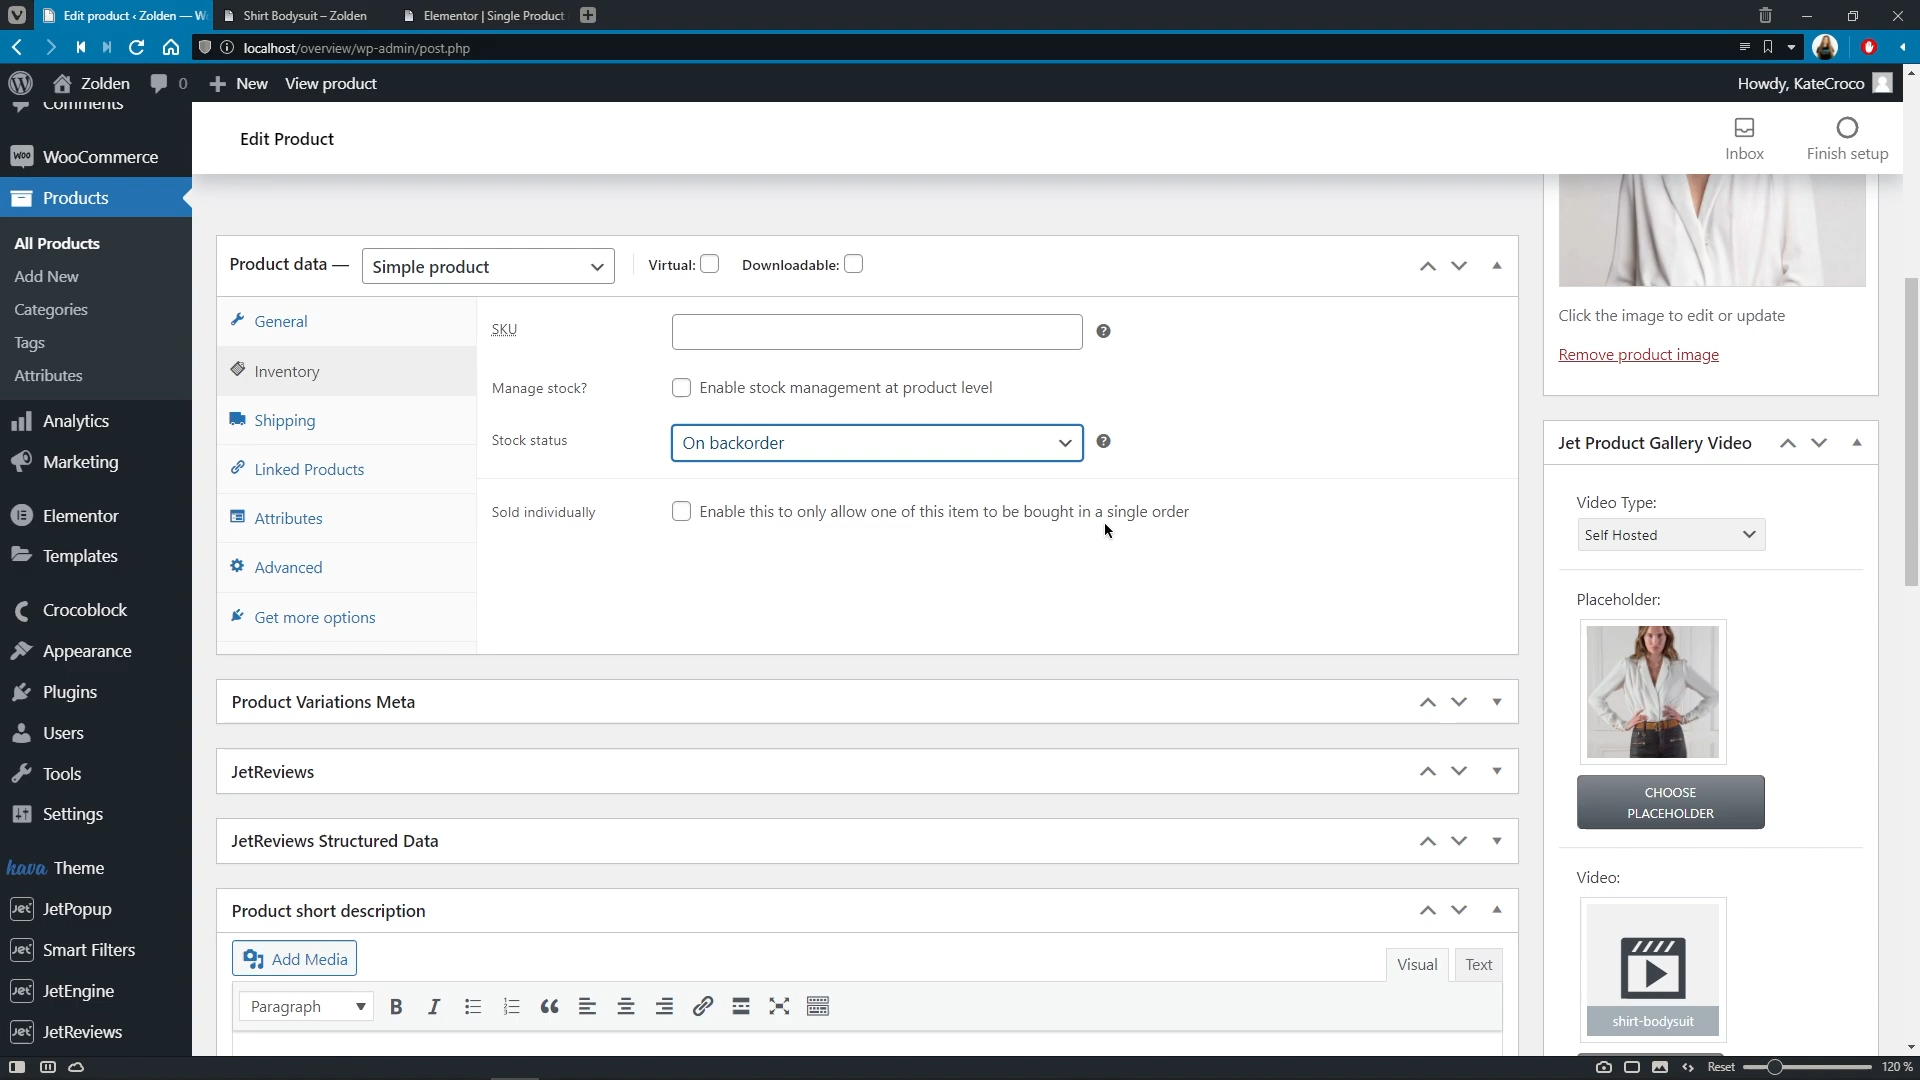 Edit product ‹ Zolden — W
Shirt Bodysuit – Zolden
Elementor | Single Product
localhost/overview/wp-admin/post.php
Zolden
0
New
View product
Howdy, KateCroco
Comments
WooCommerce
Products
All Products
Add New
Categories
Tags
Attributes
Analytics
Marketing
Elementor
Templates
Crocoblock
Appearance
Plugins
Users
Tools
Settings
kava Theme
JetPopup
Smart Filters
JetEngine
JetReviews
Edit Product
Inbox
Finish setup
Product data —
Simple product
Virtual:
Downloadable:
General
Inventory
Shipping
Linked Products
Attributes
Advanced
Get more options
SKU
Manage stock?
Enable stock management at product level
Stock status
On backorder
Sold individually
Enable this to only allow one of this item to be bought in a single order
Product Variations Meta
JetReviews
JetReviews Structured Data
Product short description
Add Media
Visual
Text
Paragraph
Click the image to edit or update
Remove product image
Jet Product Gallery Video
Video Type:
Self Hosted
Placeholder:
CHOOSE
PLACEHOLDER
Video:
shirt-bodysuit
Reset
120 %